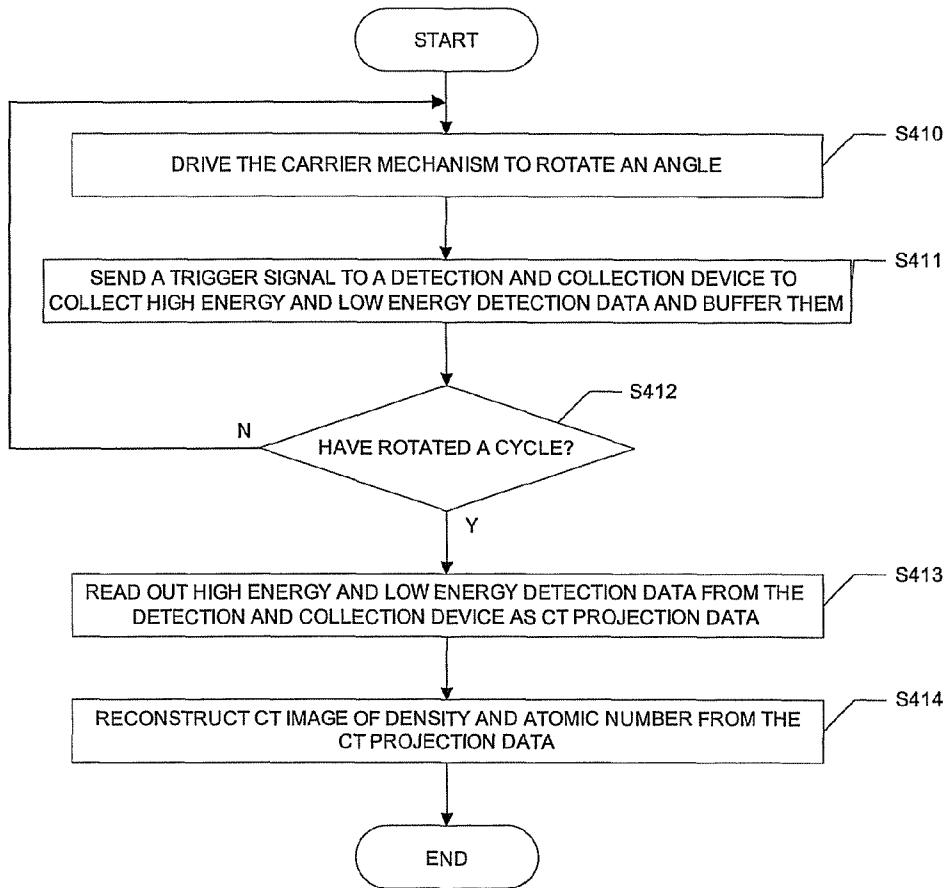 START
S410
DRIVE THE CARRIER MECHANISM TO ROTATE AN ANGLE
S411
SEND A TRIGGER SIGNAL TO A DETECTION AND COLLECTION DEVICE TO
COLLECT HIGH ENERGY AND LOW ENERGY DETECTION DATA AND BUFFER THEM
S412
N
HAVE ROTATED A CYCLE?
Y
S413
READ OUT HIGH ENERGY AND LOW ENERGY DETECTION DATA FROM THE
DETECTION AND COLLECTION DEVICE AS CT PROJECTION DATA
S414
RECONSTRUCT CT IMAGE OF DENSITY AND ATOMIC NUMBER FROM THE
CT PROJECTION DATA
END